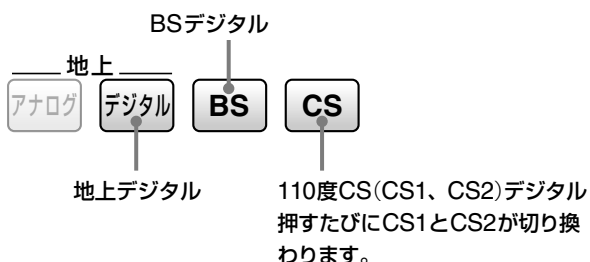 BSデジタル
地上
アナログ デジタル BS CS
地上デジタル
110度CS(CS1、CS2)デジタル
押すたびにCS1とCS2が切り換
わります。